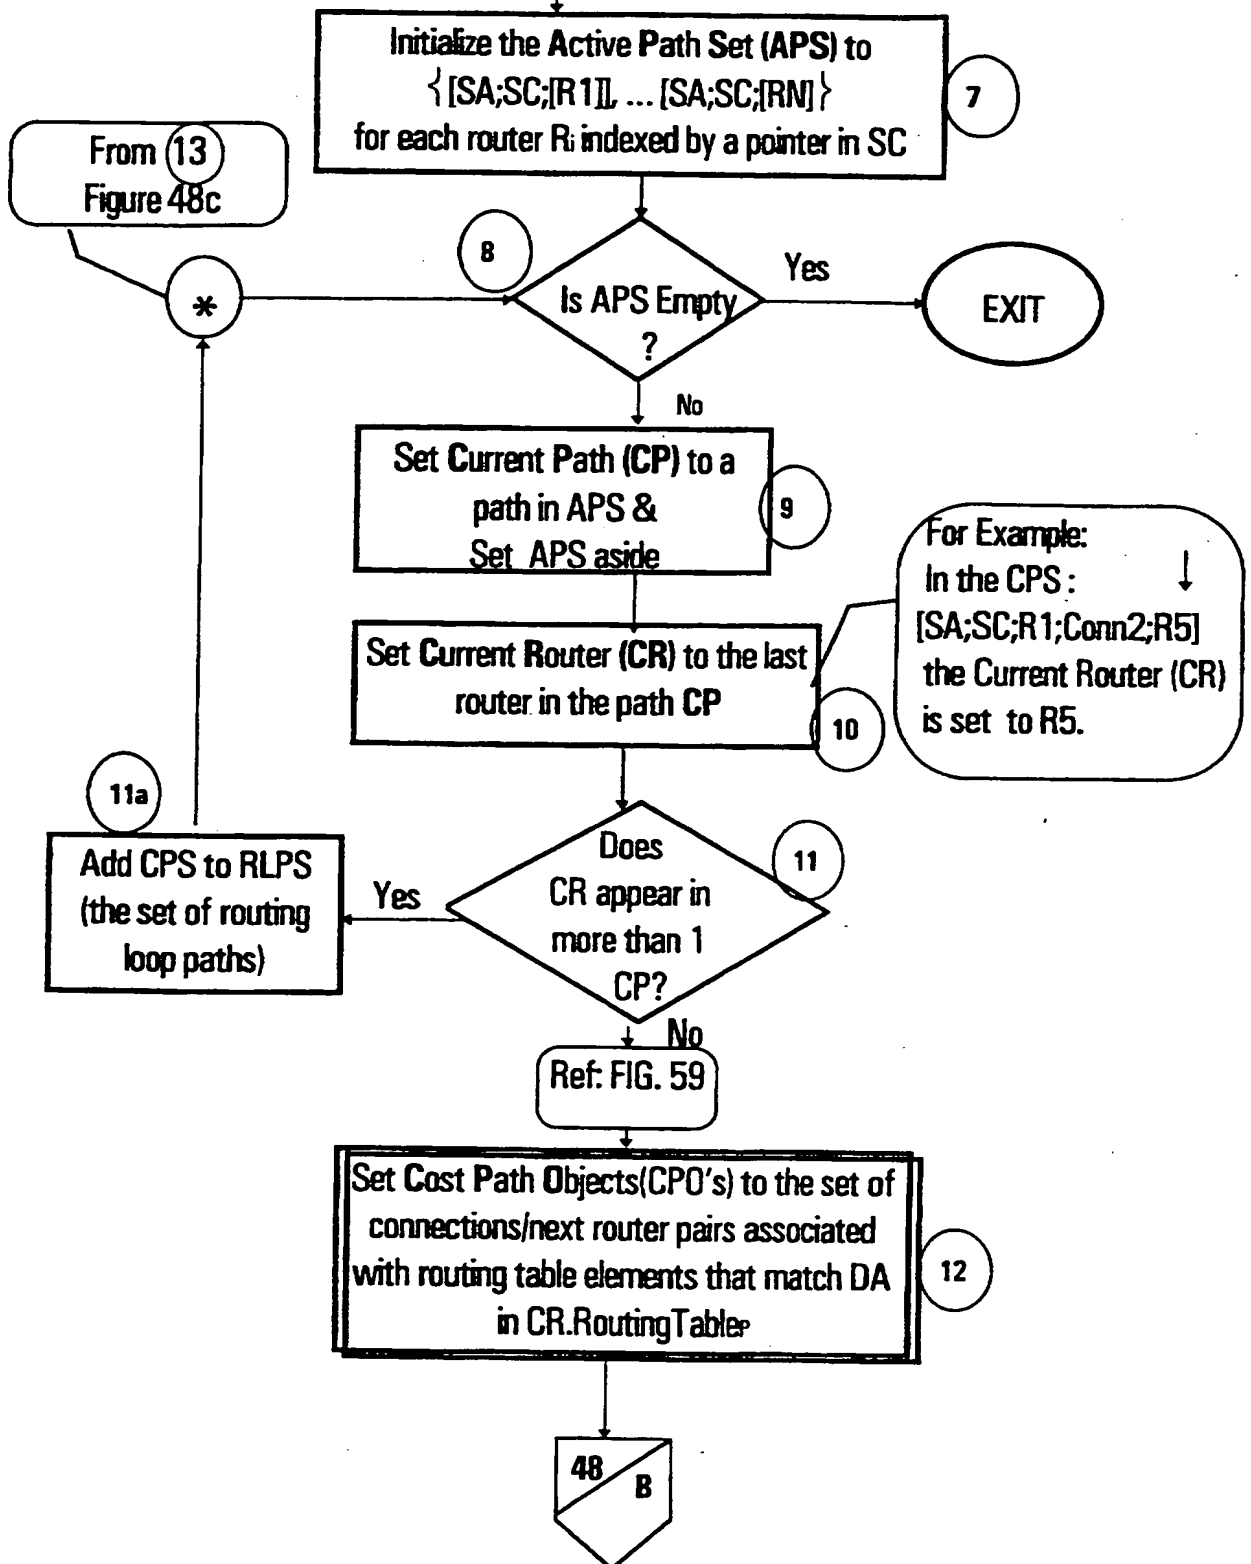 Initialize the Active Path Set (APS) to
{[SA;SC;[R1]], ... [SA;SC;[RN]}
for each router Ri indexed by a pointer in SC
7
From 13
Figure 48c
8
*
Is APS Empty
?
Yes
EXIT
No
Set Current Path (CP) to a
path in APS &
Set APS aside
9
Set Current Router (CR) to the last
router in the path CP
10
For Example:
In the CPS :
[SA;SC;R1;Conn2;R5]
the Current Router (CR)
is set to R5.
11a
Add CPS to RLPS
(the set of routing
loop paths)
Yes
Does
CR appear in
more than 1
CP?
11
No
Ref: FIG. 59
Set Cost Path Objects(CPO's) to the set of
connections/next router pairs associated
with routing table elements that match DA
in CR.RoutingTableP
12
48
B